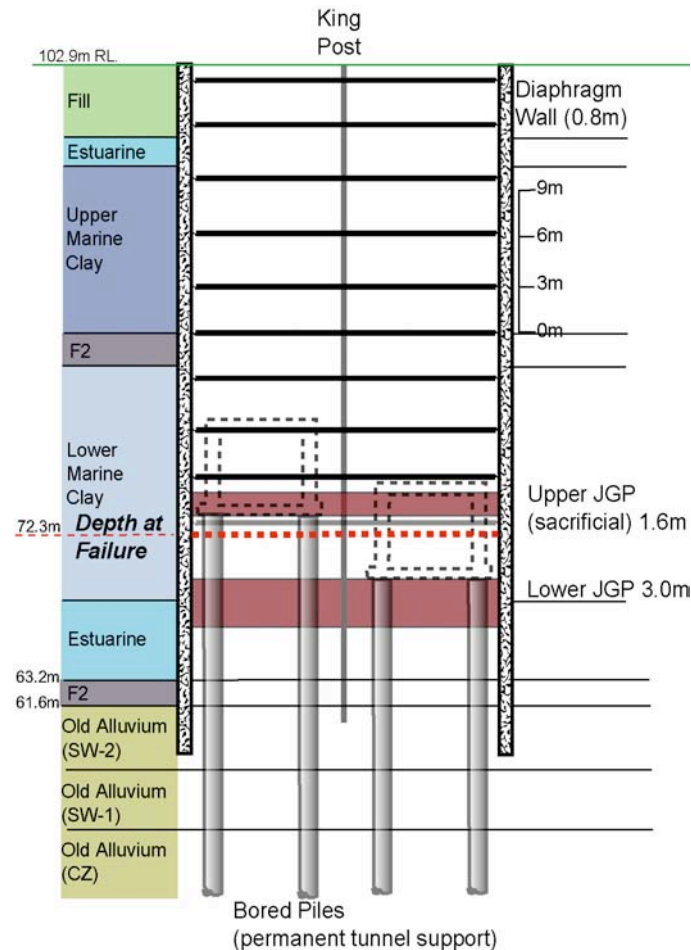 King
Post
102.9m RL.
Fill
Diaphragm
Wall (0.8m)
Estuarine
Upper
Marine
Clay
9m
6m
3m
0m
F2
Lower
Marine
Clay
Upper JGP
(sacrificial) 1.6m
72.3m
Depth at
Failure
Lower JGP 3.0m
Estuarine
63.2m
F2
61.6m
Old Alluvium
(SW-2)
Old Alluvium
(SW-1)
Old Alluvium
(CZ)
Bored Piles
(permanent tunnel support)